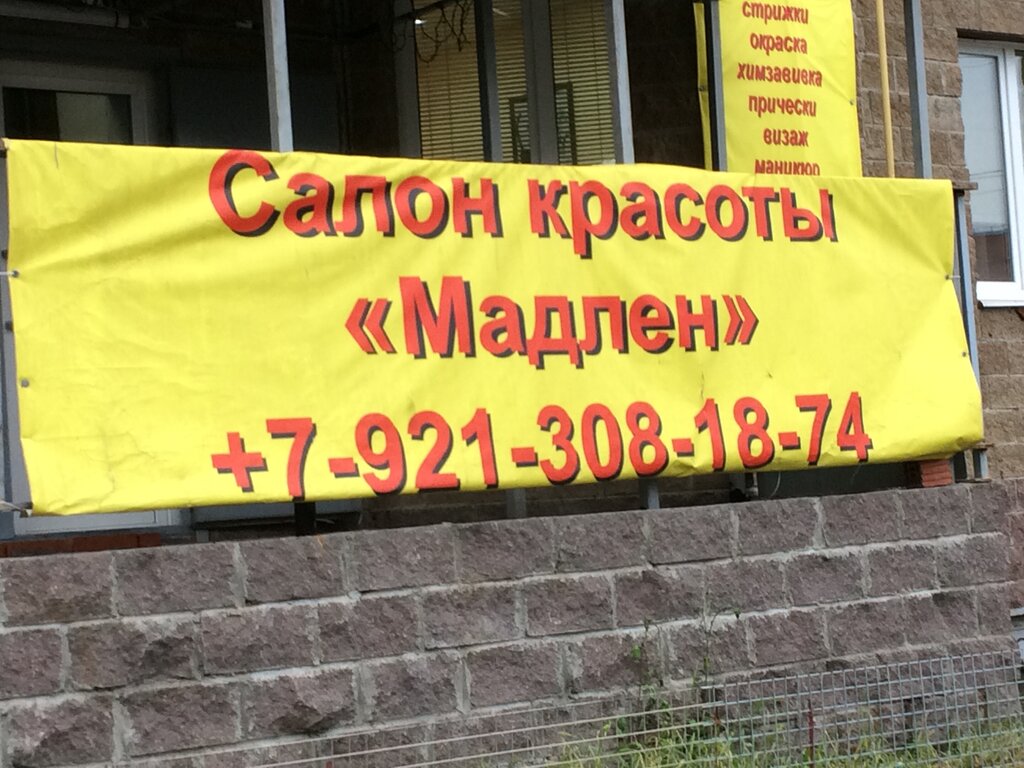 стрижки
окраска
химзавивка
прически
визаж
маникюр
Салон красоты
«Мадлен»
+7-921-308-18-74